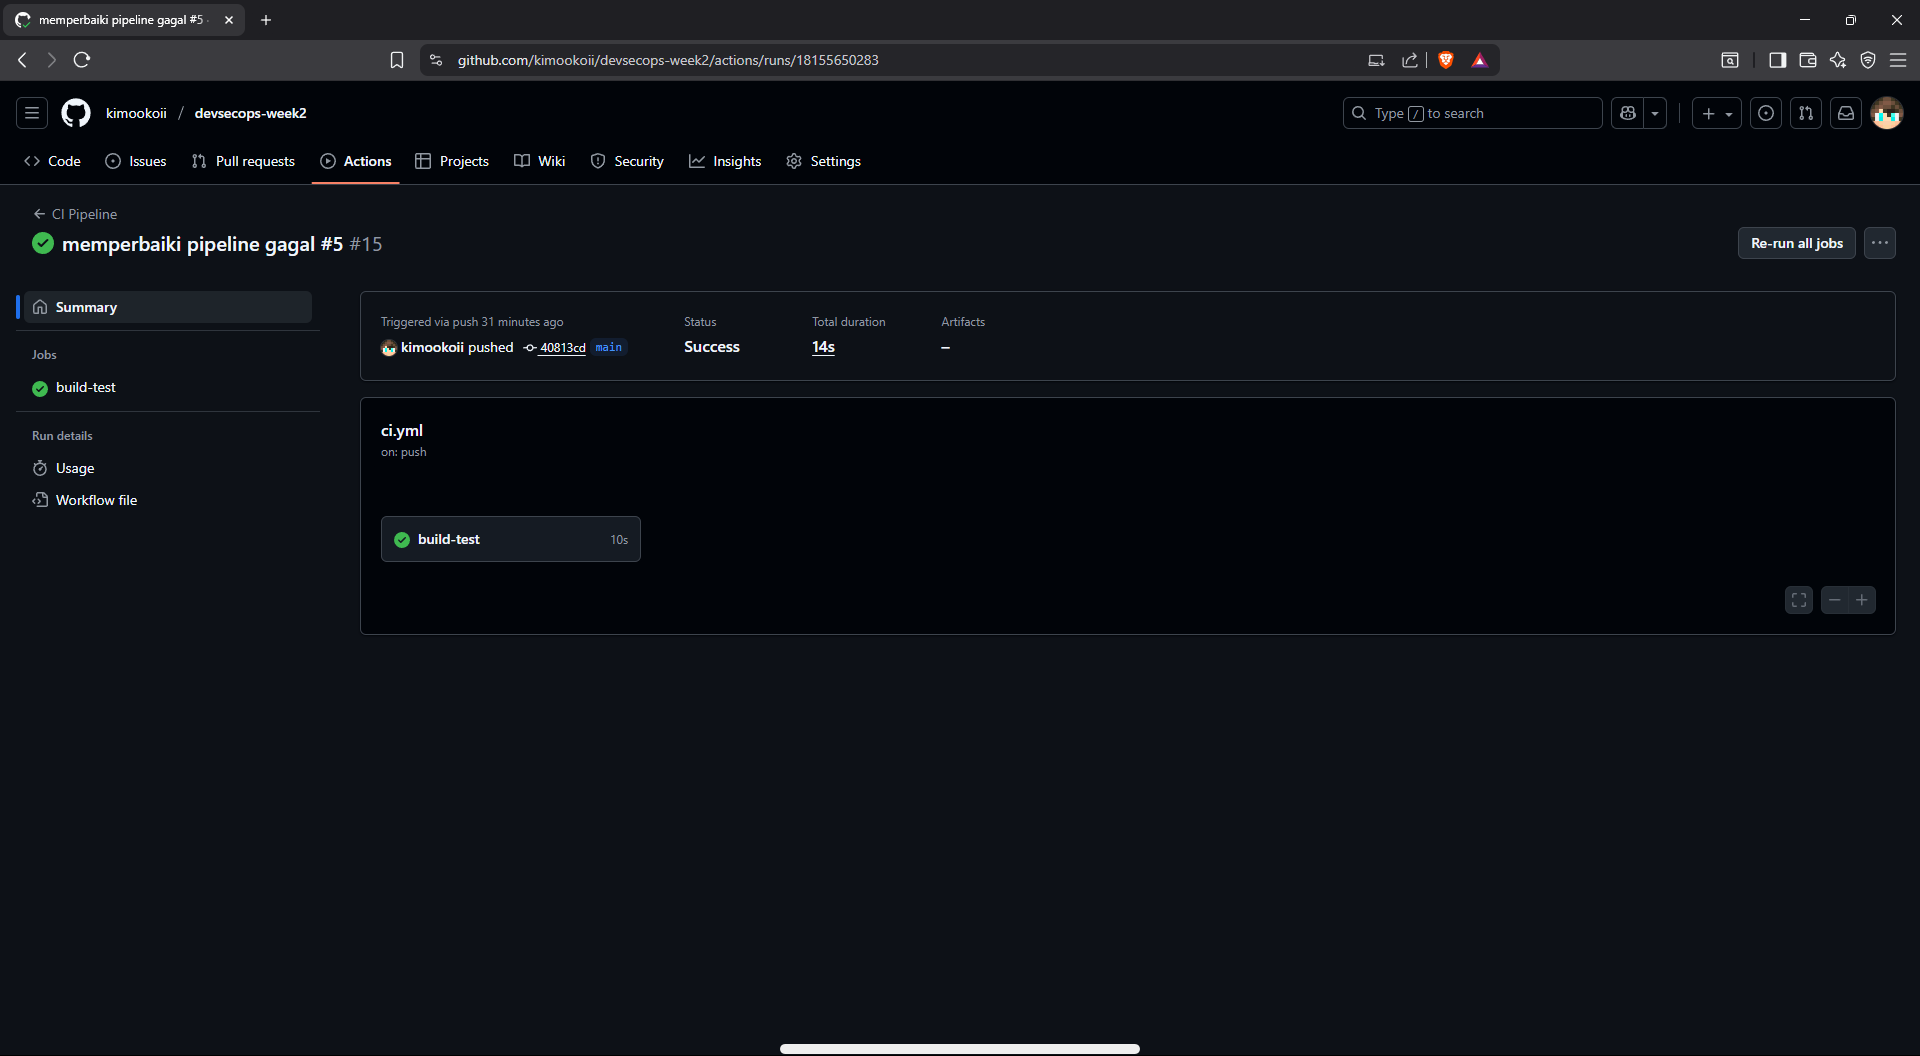 memperbaiki pipeline gagal #5
github.com/kimookoii/devsecops-week2/actions/runs/18155650283
kimookoii / devsecops-week2
Type / to search
Code Issues Pull requests Actions Projects Wiki Security Insights Settings
CI Pipeline
memperbaiki pipeline gagal #5 #15
Re-run all jobs
Summary
Jobs
build-test
Run details
Usage
Workflow file
Triggered via push 31 minutes ago
kimookoii pushed 40813cd main
Status
Success
Total duration
14s
Artifacts
–
ci.yml
on: push
build-test 10s